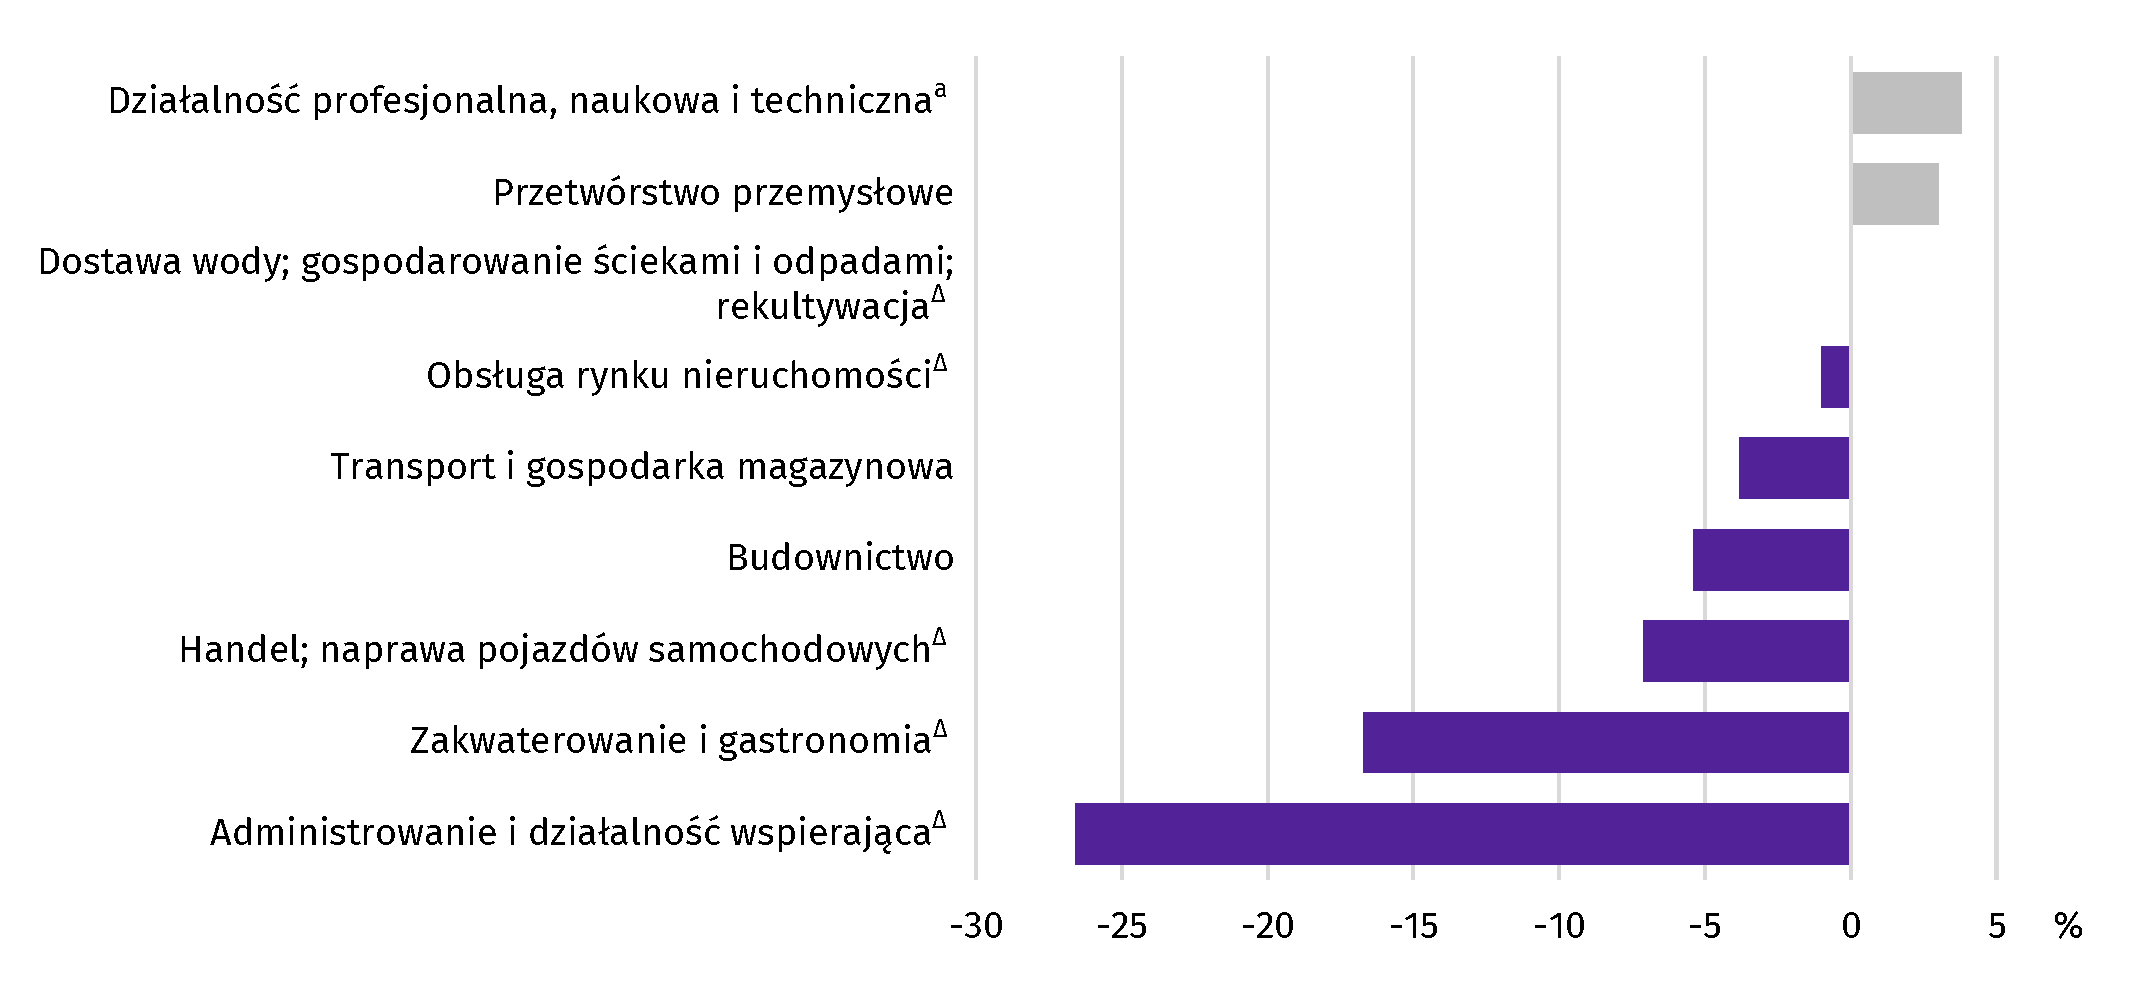 Działalność profesjonalna, naukowa i technicznaᵃ
Przetwórstwo przemysłowe
Dostawa wody; gospodarowanie ściekami i odpadami;
rekultywacjaΔ
Obsługa rynku nieruchomościΔ
Transport i gospodarka magazynowa
Budownictwo
Handel; naprawa pojazdów samochodowychΔ
Zakwaterowanie i gastronomiaΔ
Administrowanie i działalność wspierającaΔ
-30 -25 -20 -15 -10 -5 0 5 %